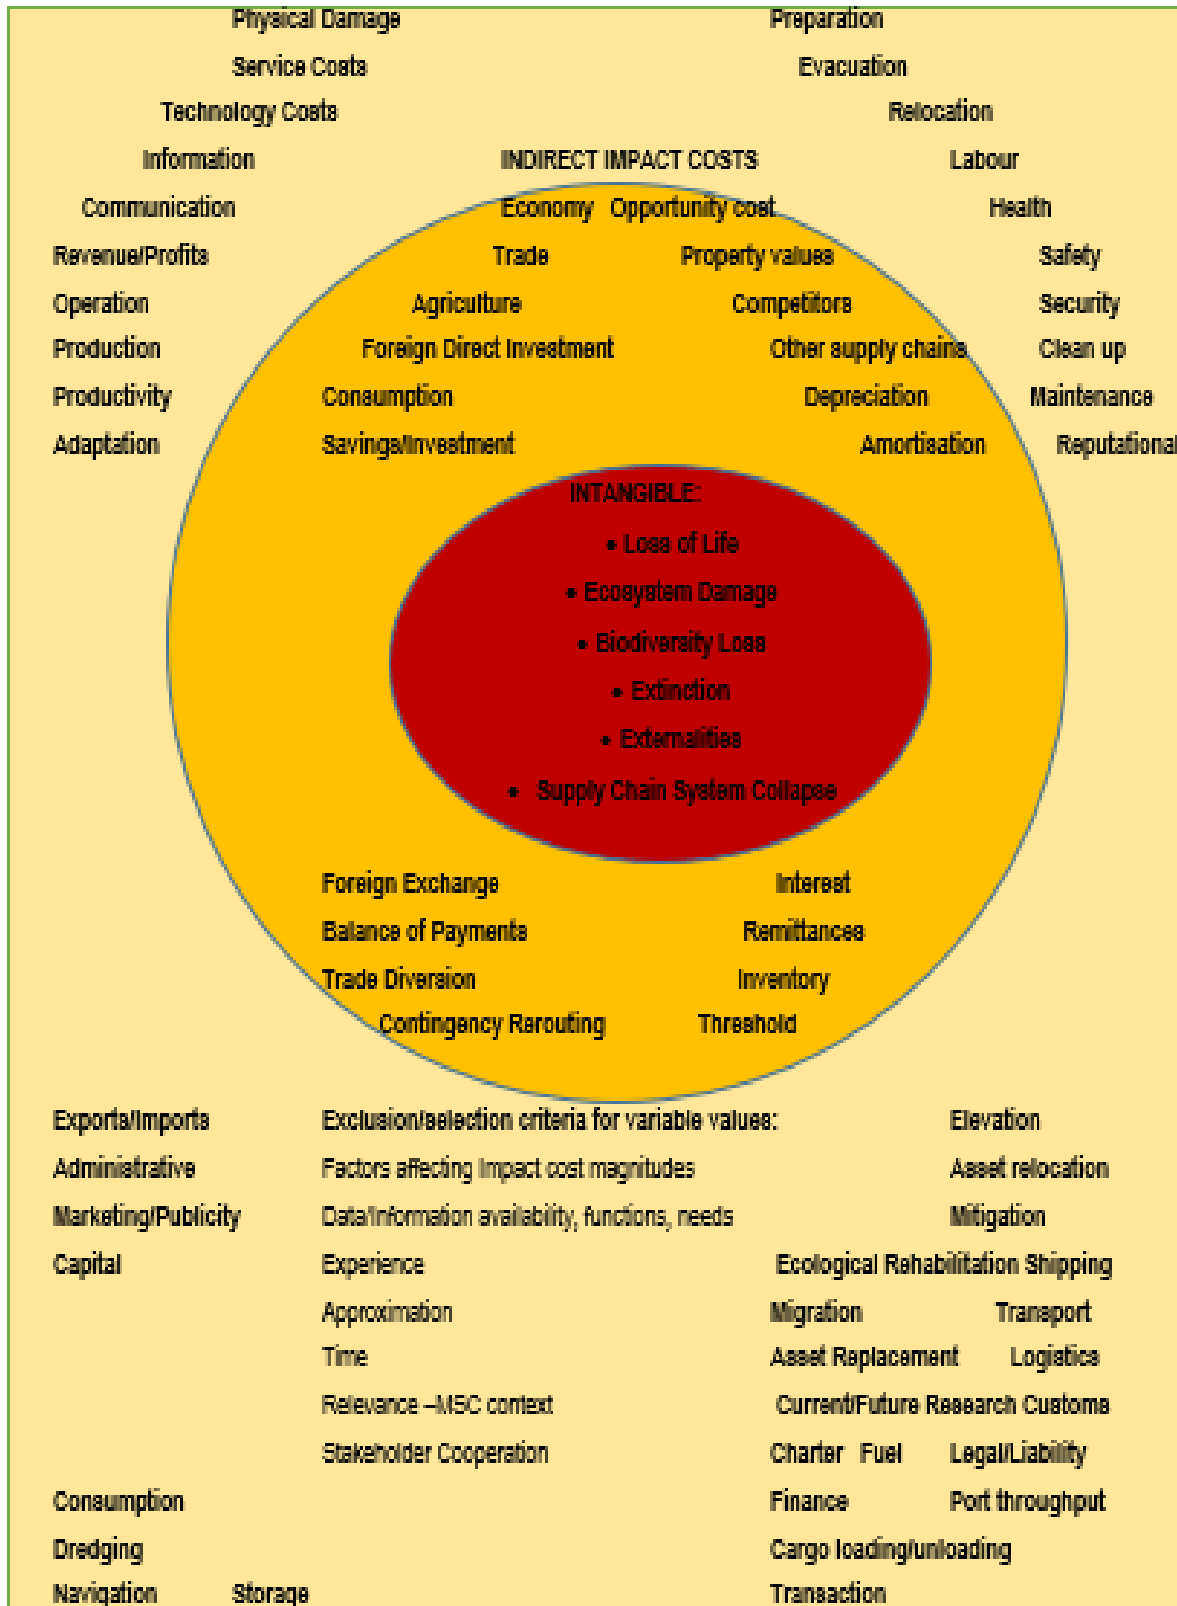 Physical Damage Preparation
Service Costs Evacuation
Technology Costs Relocation
Information INDIRECT IMPACT COSTS Labour
Communication Economy Opportunity cost Health
Revenue/Profits Trade Property values Safety
Operation Agriculture Competitors Security
Production Foreign Direct Investment Other supply chains Clean up
Productivity Consumption Depreciation Maintenance
Adaptation Savings/Investment Amortisation Reputational
INTANGIBLE:
• Loss of Life
• Ecosystem Damage
• Biodiversity Loss
• Extinction
• Externalities
• Supply Chain System Collapse
Foreign Exchange Interest
Balance of Payments Remittances
Trade Diversion Inventory
Contingency Rerouting Threshold
Exports/Imports Exclusion/selection criteria for variable values: Elevation
Administrative Factors affecting Impact cost magnitudes Asset relocation
Marketing/Publicity Data/Information availability, functions, needs Mitigation
Capital Experience Ecological Rehabilitation Shipping
Approximation Migration Transport
Time Asset Replacement Logistics
Relevance –MSC context Current/Future Research Customs
Stakeholder Cooperation Charter Fuel Legal/Liability
Consumption Finance Port throughput
Dredging Cargo loading/unloading
Navigation Storage Transaction